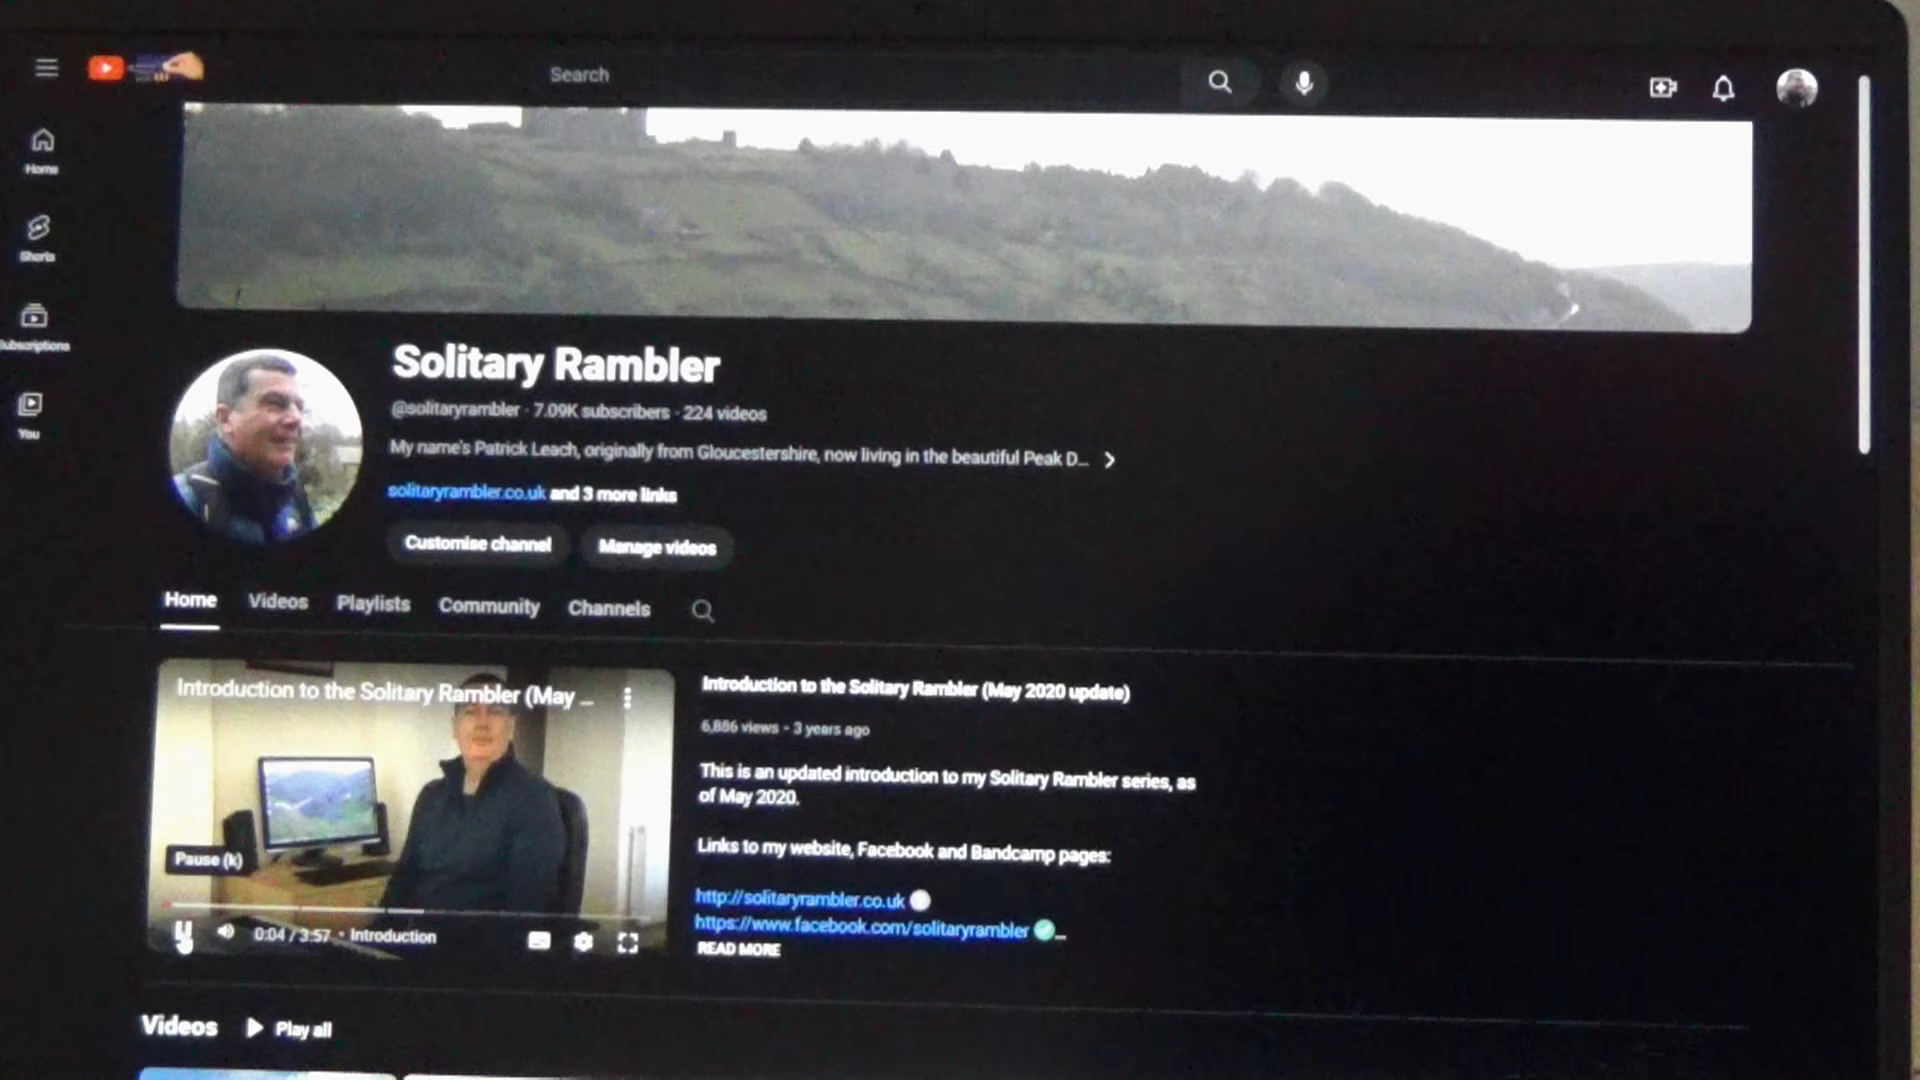 Search
Home
Shorts
Subscriptions
You
Solitary Rambler
@solitaryrambler · 7.09K subscribers · 224 videos
My name's Patrick Leach, originally from Gloucestershire, now living in the beautiful Peak D...
solitaryrambler.co.uk and 3 more links
Customise channel
Manage videos
Home
Videos
Playlists
Community
Channels
Introduction to the Solitary Rambler (May ...
Pause (k)
0:04 / 3:57 · Introduction
Introduction to the Solitary Rambler (May 2020 update)
6,886 views · 3 years ago
This is an updated introduction to my Solitary Rambler series, as
of May 2020.
Links to my website, Facebook and Bandcamp pages:
http://solitaryrambler.co.uk
https://www.facebook.com/solitaryrambler ...
READ MORE
Videos
Play all